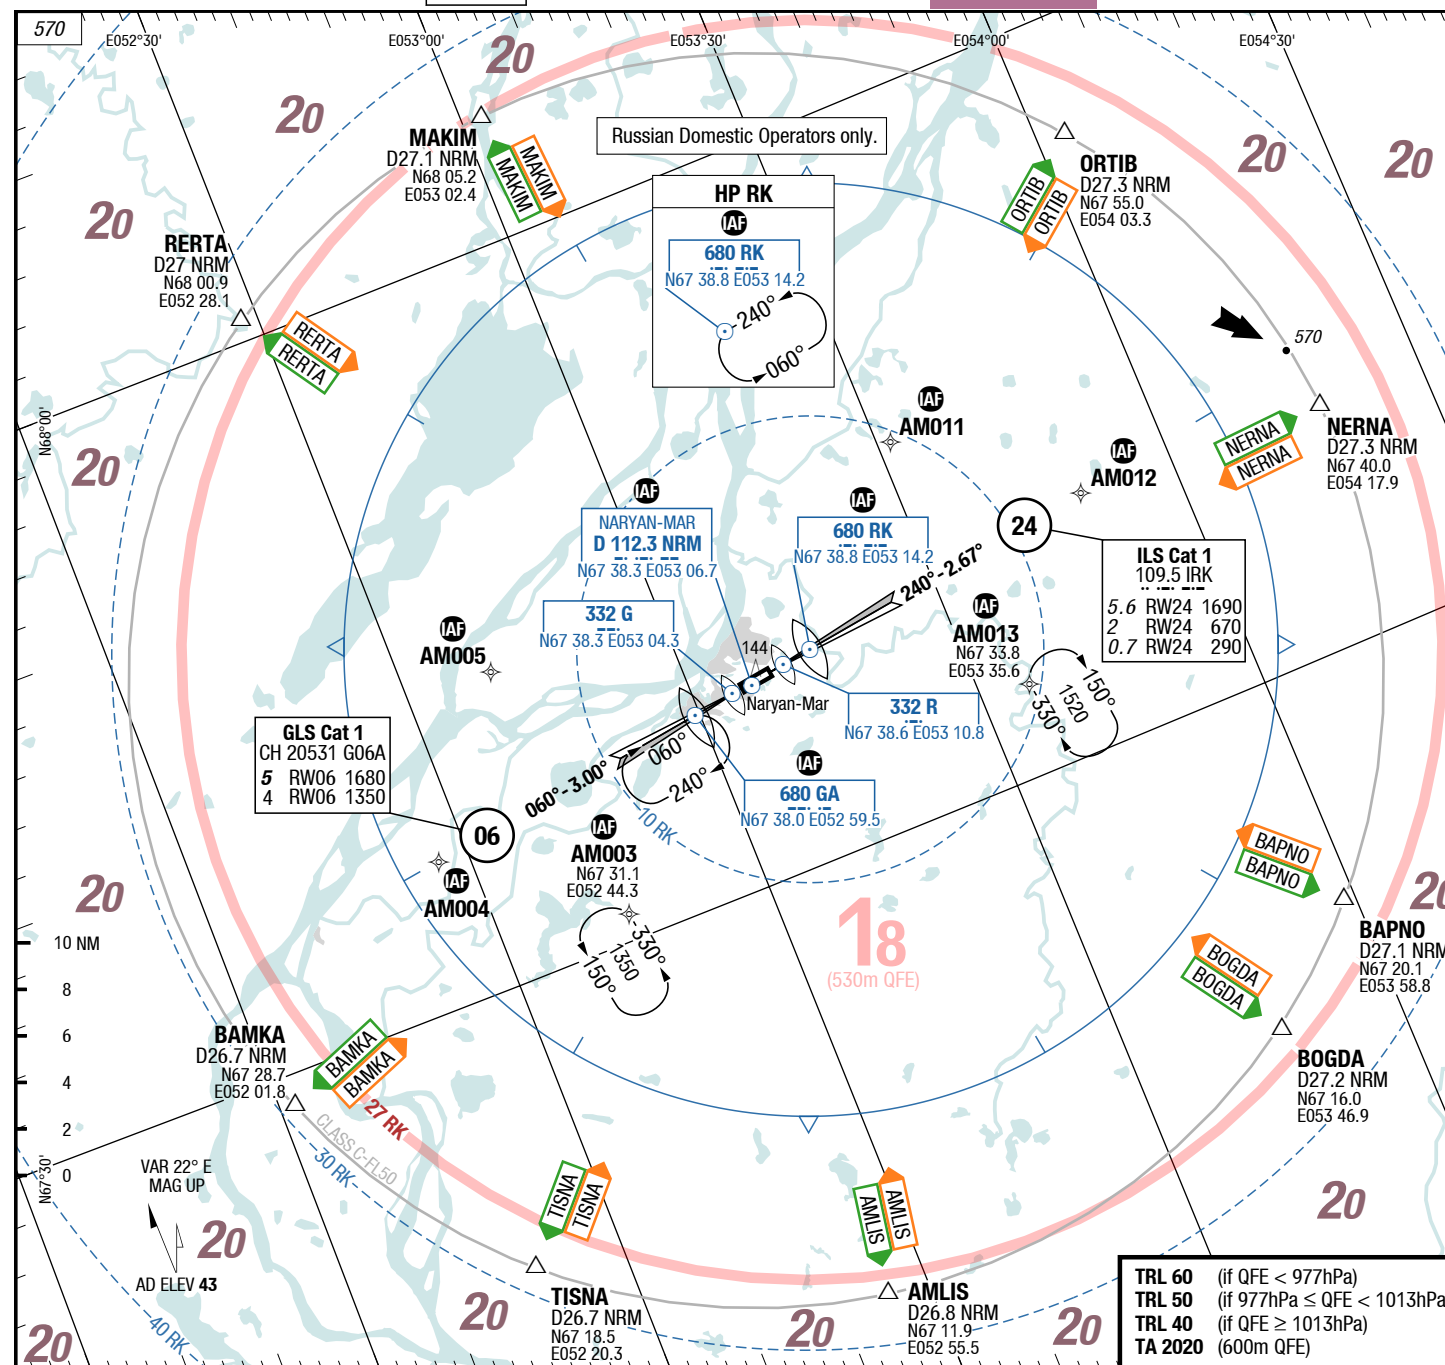 570
E052°30'
E053°00'
E053°30'
E054°00'
E054°30'
20
20
20
20
20
20
Russian Domestic Operators only.
MAKIM
D27.1 NRM
N68 05.2
E053 02.4
MAKIM
MAKIM
ORTIB
D27.3 NRM
N67 55.0
E054 03.3
ORTIB
ORTIB
HP RK
IAF
680 RK
N67 38.8 E053 14.2
240°
060°
RERTA
D27 NRM
N68 00.9
E052 28.1
RERTA
RERTA
570
NERNA
D27.3 NRM
N67 40.0
E054 17.9
NERNA
NERNA
N68°00'
IAF
AM011
IAF
AM012
IAF
NARYAN-MAR
D 112.3 NRM
N67 38.3 E053 06.7
IAF
680 RK
N67 38.8 E053 14.2
24
240°-2.67°
ILS Cat 1
109.5 IRK
5.6 RW24 1690
2 RW24 670
0.7 RW24 290
332 G
N67 38.3 E053 04.3
IAF
AM005
IAF
AM013
N67 33.8
E053 35.6
150°
1520
330°
144
Naryan-Mar
332 R
N67 38.6 E053 10.8
GLS Cat 1
CH 20531 G06A
5 RW06 1680
4 RW06 1350
060°-3.00°
060°
240°
IAF
680 GA
N67 38.0 E052 59.5
10 RK
06
IAF
AM003
N67 31.1
E052 44.3
330°
1350
150°
IAF
AM004
BAPNO
BAPNO
20
20
18
(530m QFE)
BAPNO
D27.1 NRM
N67 20.1
E053 58.8
BOGDA
BOGDA
10 NM
8
6
4
2
0
BAMKA
D26.7 NRM
N67 28.7
E052 01.8
BAMKA
BAMKA
27 RK
CLASS C-FL50
30 RK
BOGDA
D27.2 NRM
N67 16.0
E053 46.9
N67°30'
VAR 22° E
MAG UP
AD ELEV 43
20
TISNA
TISNA
AMLIS
AMLIS
20
TISNA
D26.7 NRM
N67 18.5
E052 20.3
AMLIS
D26.8 NRM
N67 11.9
E052 55.5
40 RK
20
20
20
20
TRL 60 (if QFE < 977hPa)
TRL 50 (if 977hPa ≤ QFE < 1013hPa
TRL 40 (if QFE ≥ 1013hPa)
TA 2020 (600m QFE)